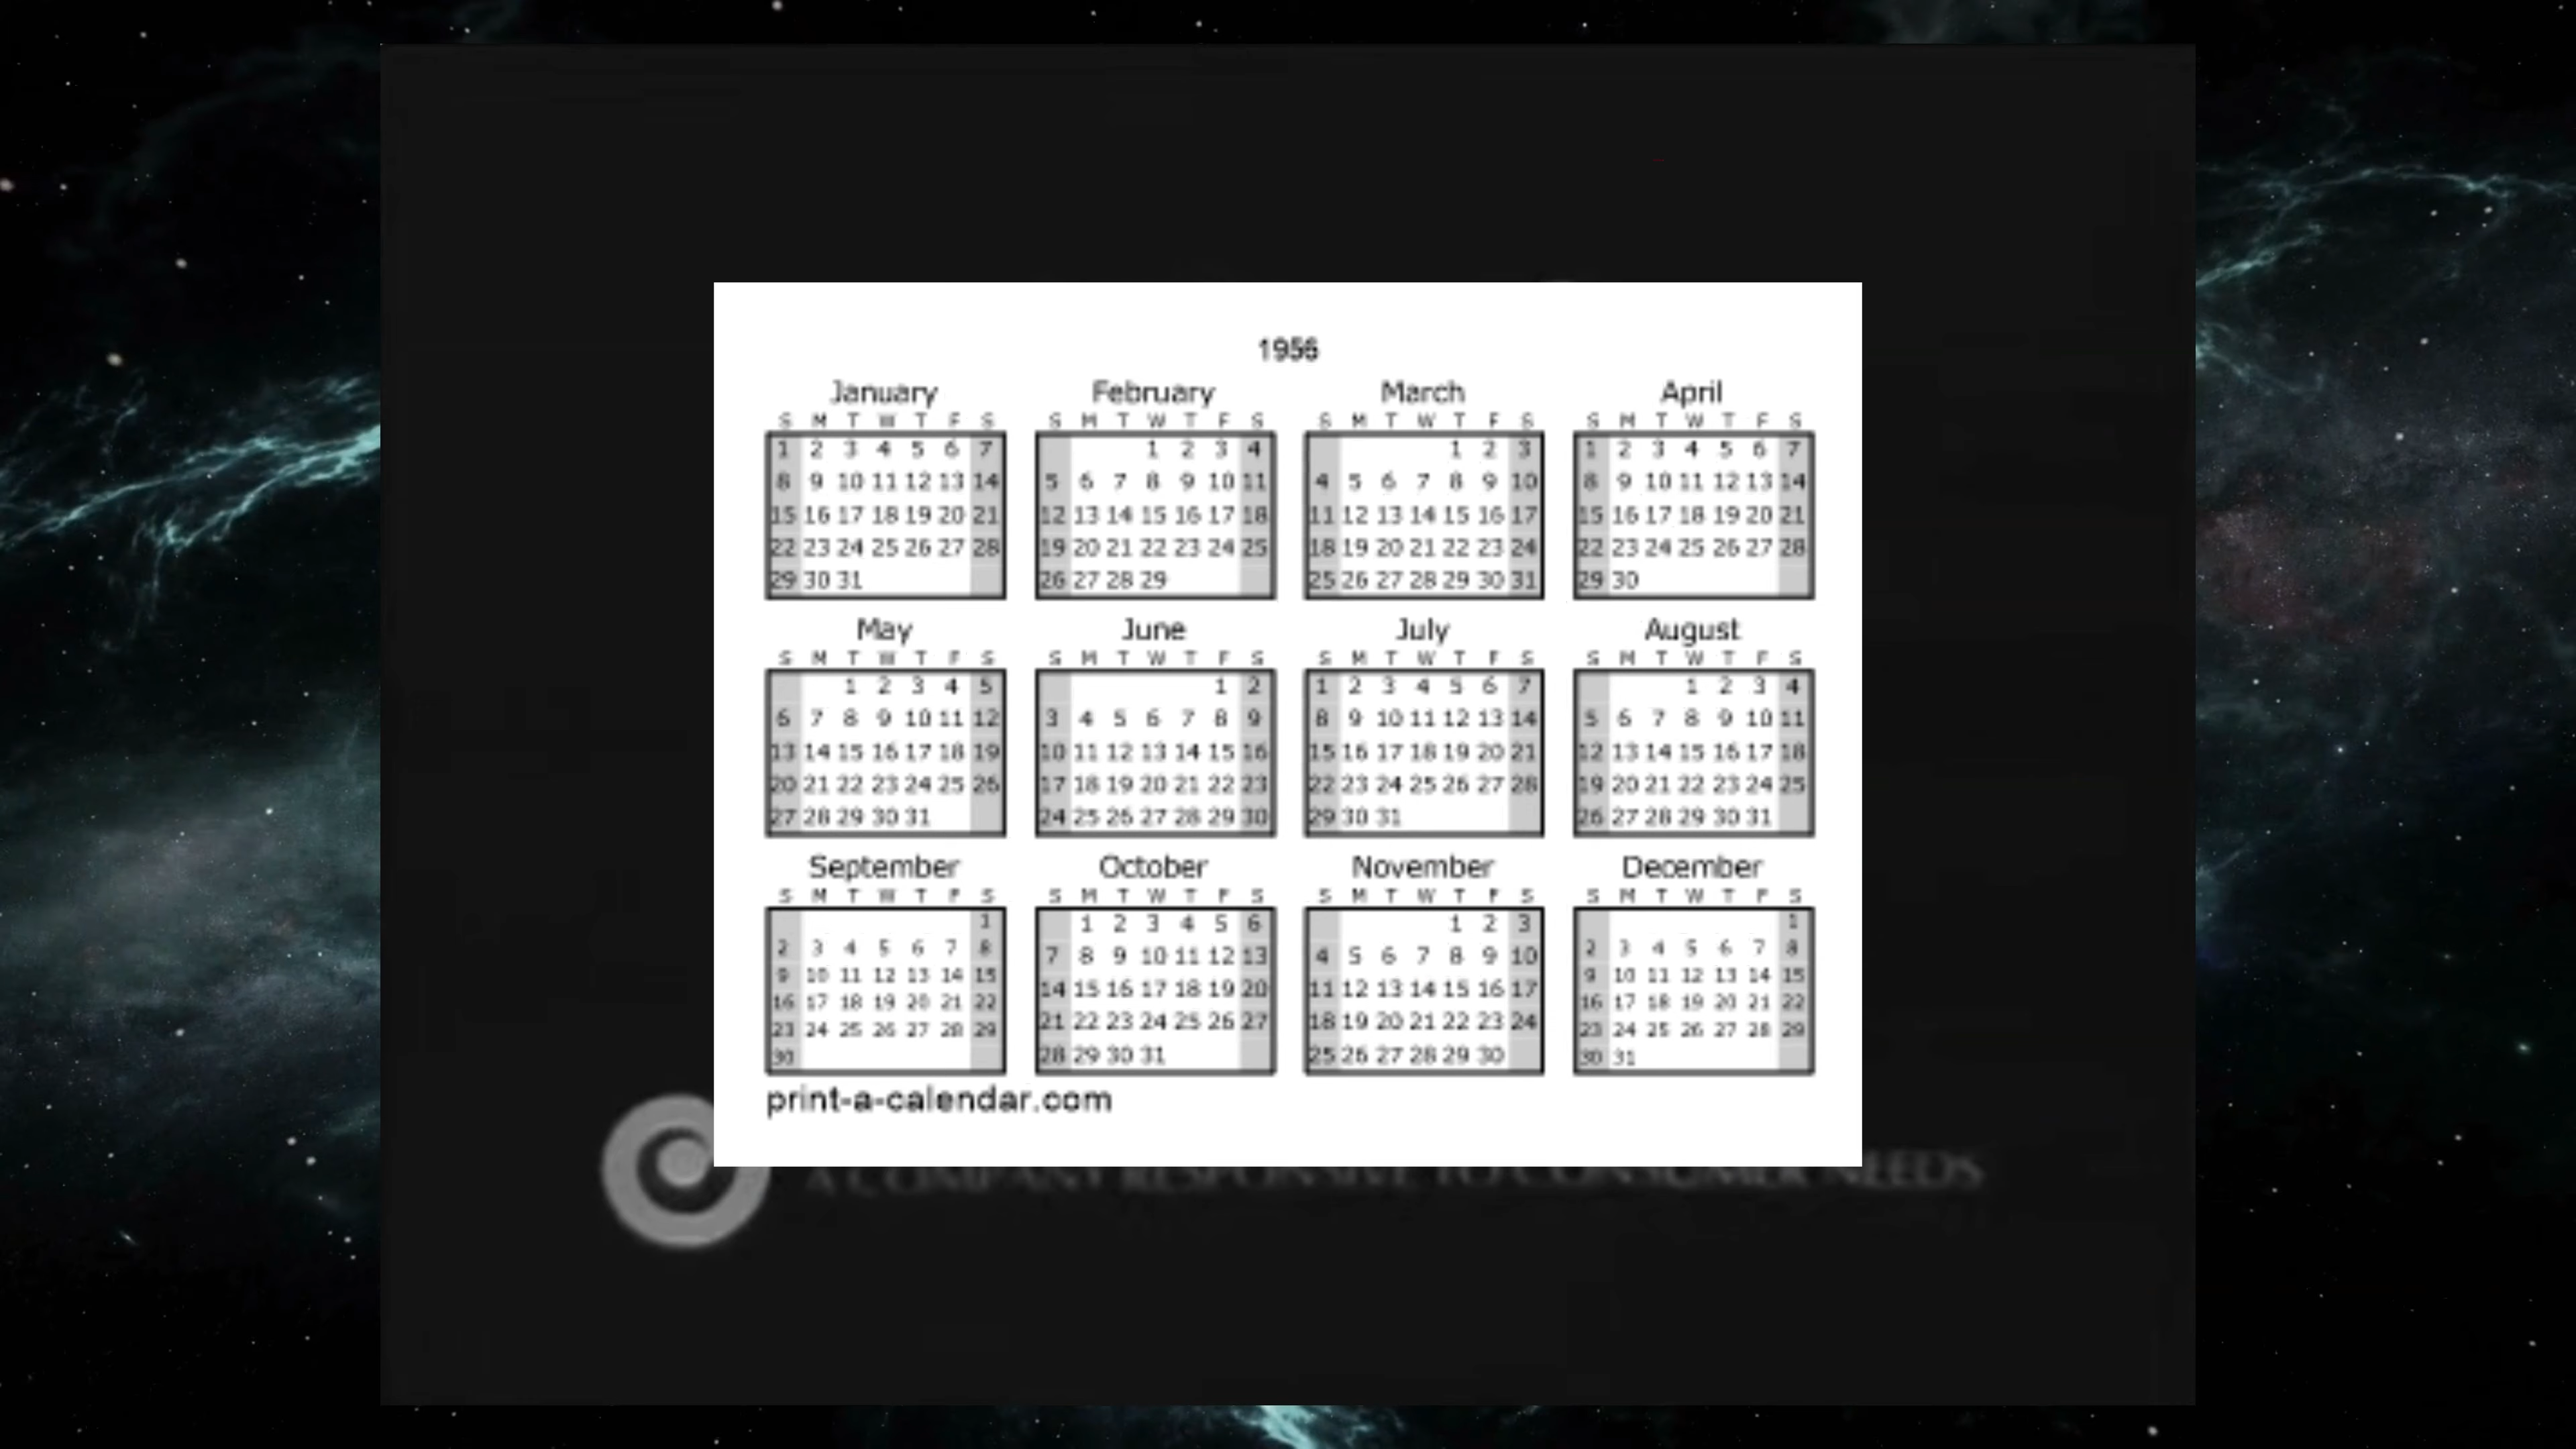 1956
January February March April
S M T W T F S S M T W T F S S M T W T F S S M T W T F S
1 2 3 4 5 6 7 1 2 3 4 1 2 3 1 2 3 4 5 6 7
8 9 10 11 12 13 14 5 6 7 8 9 10 11 4 5 6 7 8 9 10 8 9 10 11 12 13 14
15 16 17 18 19 20 21 12 13 14 15 16 17 18 11 12 13 14 15 16 17 15 16 17 18 19 20 21
22 23 24 25 26 27 28 19 20 21 22 23 24 25 18 19 20 21 22 23 24 22 23 24 25 26 27 28
29 30 31 26 27 28 29 25 26 27 28 29 30 31 29 30
May June July August
S M T W T F S S M T W T F S S M T W T F S S M T W T F S
1 2 3 4 5 1 2 1 2 3 4 5 6 7 1 2 3 4
6 7 8 9 10 11 12 3 4 5 6 7 8 9 8 9 10 11 12 13 14 5 6 7 8 9 10 11
13 14 15 16 17 18 19 10 11 12 13 14 15 16 15 16 17 18 19 20 21 12 13 14 15 16 17 18
20 21 22 23 24 25 26 17 18 19 20 21 22 23 22 23 24 25 26 27 28 19 20 21 22 23 24 25
27 28 29 30 31 24 25 26 27 28 29 30 29 30 31 26 27 28 29 30 31
September October November December
S M T W T F S S M T W T F S S M T W T F S S M T W T F S
1 1 2 3 4 5 6 1 2 3 1
2 3 4 5 6 7 8 7 8 9 10 11 12 13 4 5 6 7 8 9 10 2 3 4 5 6 7 8
9 10 11 12 13 14 15 14 15 16 17 18 19 20 11 12 13 14 15 16 17 9 10 11 12 13 14 15
16 17 18 19 20 21 22 21 22 23 24 25 26 27 18 19 20 21 22 23 24 16 17 18 19 20 21 22
23 24 25 26 27 28 29 28 29 30 31 25 26 27 28 29 30 23 24 25 26 27 28 29
30 30 31
print-a-calendar.com
A COMPANY RESPONSIVE TO CONSUMER NEEDS